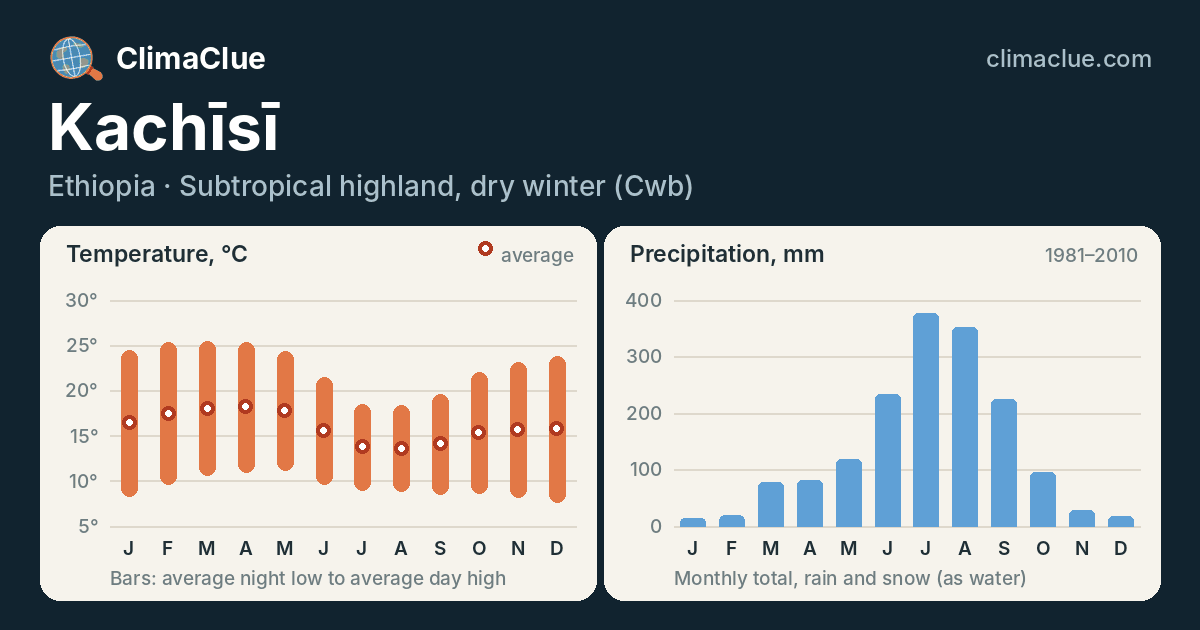 ClimaClue
climaclue.com
Kachīsī
Ethiopia · Subtropical highland, dry winter (Cwb)
Temperature, °C
average
30°
25°
20°
15°
10°
5°
J F M A M J J A S O N D
Bars: average night low to average day high
Precipitation, mm
1981–2010
400
300
200
100
0
J F M A M J J A S O N D
Monthly total, rain and snow (as water)